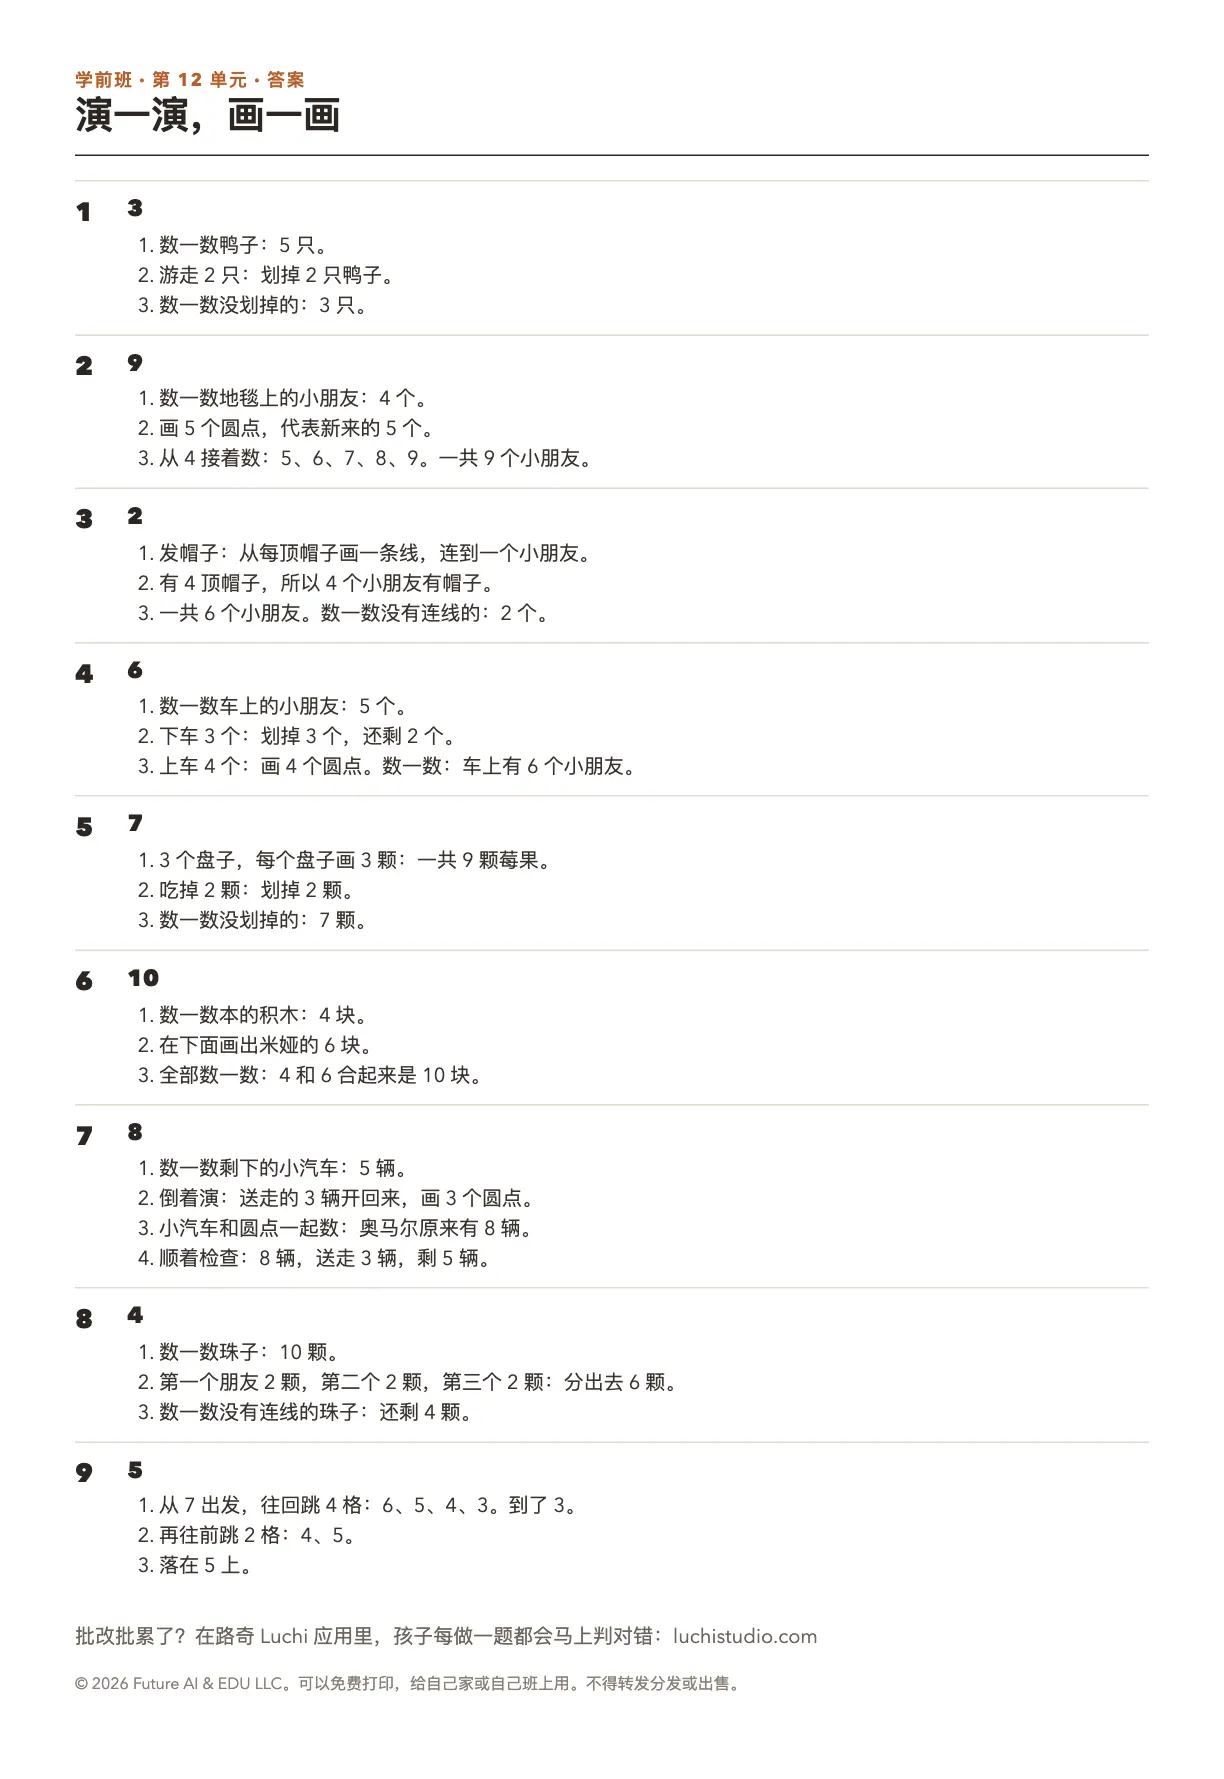 学前班·第 12 单元·答案
演一演，画一画
1 3
1. 数一数鸭子：5 只。
2. 游走 2 只：划掉 2 只鸭子。
3. 数一数没划掉的：3 只。
2 9
1. 数一数地毯上的小朋友：4 个。
2. 画 5 个圆点，代表新来的 5 个。
3. 从 4 接着数：5、6、7、8、9。一共 9 个小朋友。
3 2
1. 发帽子：从每顶帽子画一条线，连到一个小朋友。
2. 有 4 顶帽子，所以 4 个小朋友有帽子。
3. 一共 6 个小朋友。数一数没有连线的：2 个。
4 6
1. 数一数车上的小朋友：5 个。
2. 下车 3 个：划掉 3 个，还剩 2 个。
3. 上车 4 个：画 4 个圆点。数一数：车上有 6 个小朋友。
5 7
1. 3 个盘子，每个盘子画 3 颗：一共 9 颗莓果。
2. 吃掉 2 颗：划掉 2 颗。
3. 数一数没划掉的：7 颗。
6 10
1. 数一数本的积木：4 块。
2. 在下面画出米娅的 6 块。
3. 全部数一数：4 和 6 合起来是 10 块。
7 8
1. 数一数剩下的小汽车：5 辆。
2. 倒着演：送走的 3 辆开回来，画 3 个圆点。
3. 小汽车和圆点一起数：奥马尔原来有 8 辆。
4. 顺着检查：8 辆，送走 3 辆，剩 5 辆。
8 4
1. 数一数珠子：10 颗。
2. 第一个朋友 2 颗，第二个 2 颗，第三个 2 颗：分出去 6 颗。
3. 数一数没有连线的珠子：还剩 4 颗。
9 5
1. 从 7 出发，往回跳 4 格：6、5、4、3。到了 3。
2. 再往前跳 2 格：4、5。
3. 落在 5 上。
批改批累了？在路奇 Luchi 应用里，孩子每做一题都会马上判对错：luchistudio.com
© 2026 Future AI & EDU LLC。可以免费打印，给自己家或自己班上用。不得转发分发或出售。